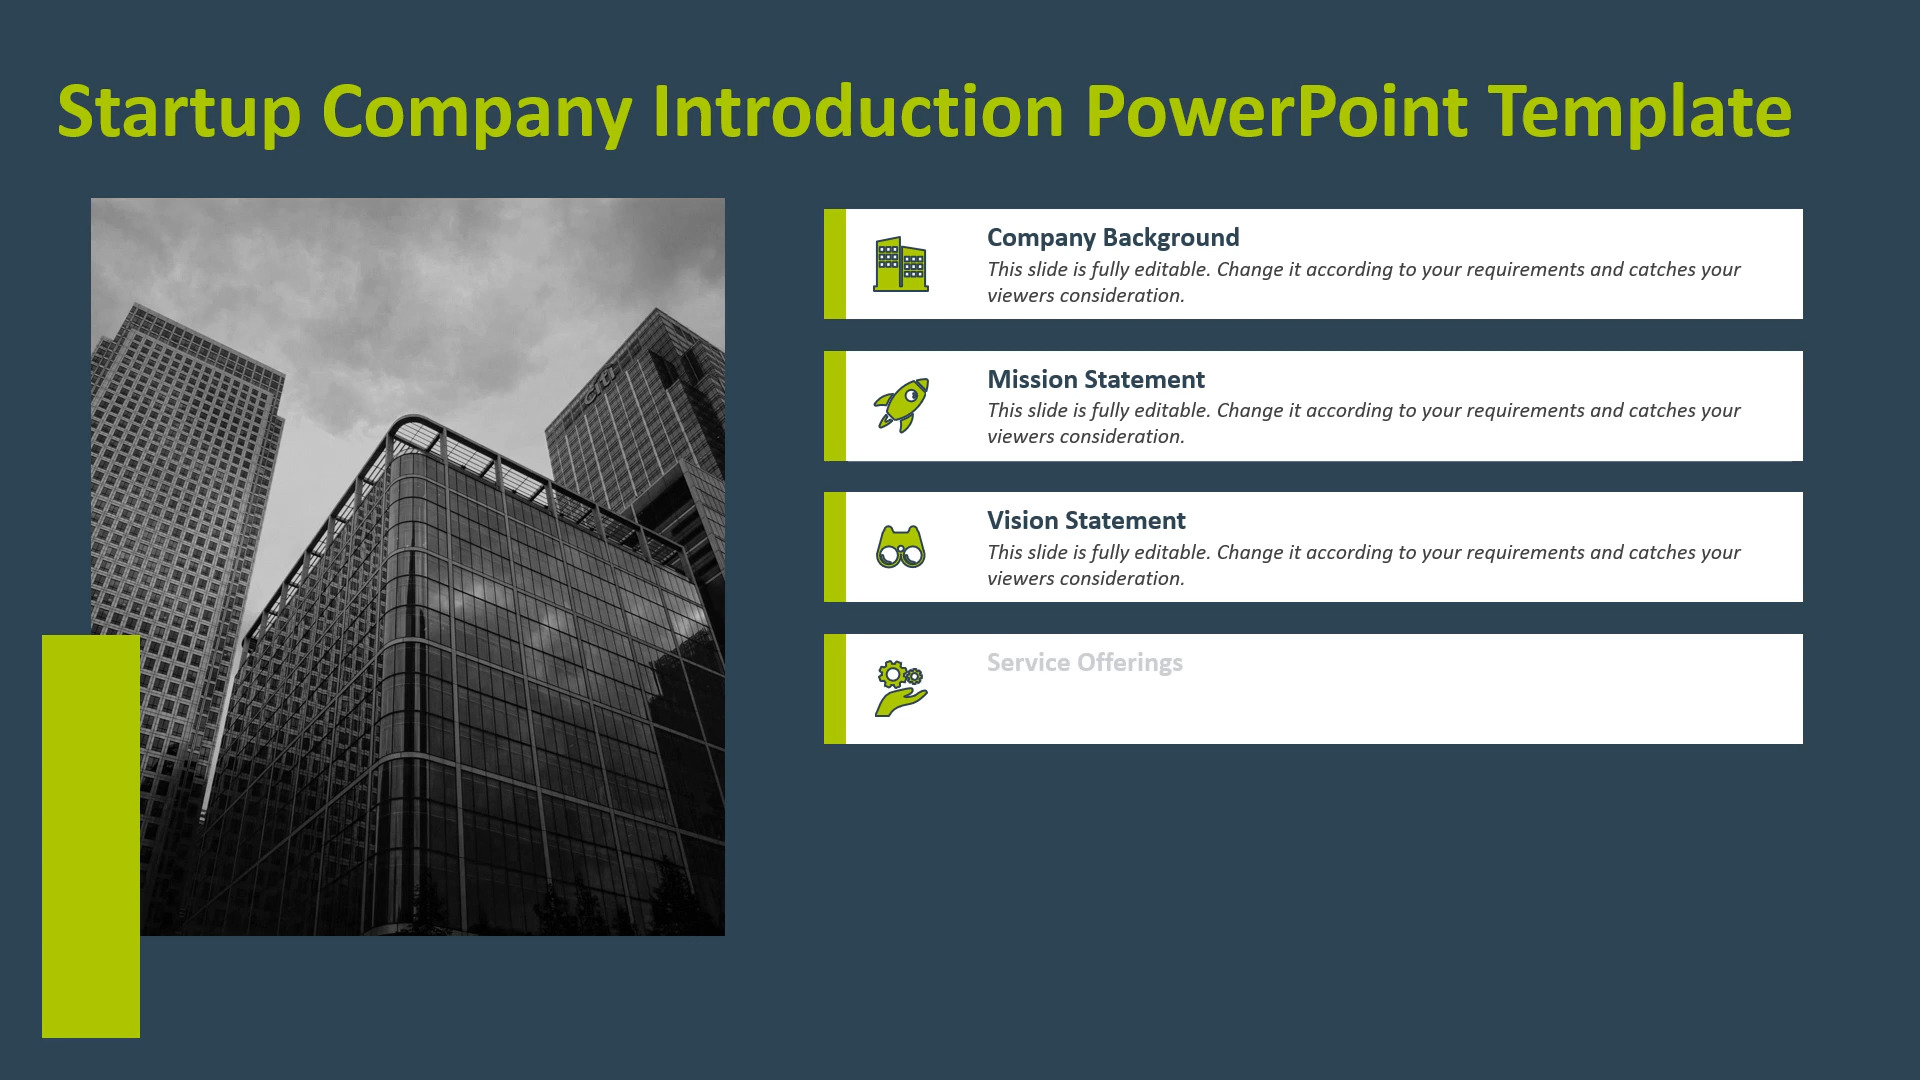 Startup Company Introduction PowerPoint Template
citi
Company Background
This slide is fully editable. Change it according to your requirements and catches your
viewers consideration.
Mission Statement
This slide is fully editable. Change it according to your requirements and catches your
viewers consideration.
Vision Statement
This slide is fully editable. Change it according to your requirements and catches your
viewers consideration.
Service Offerings